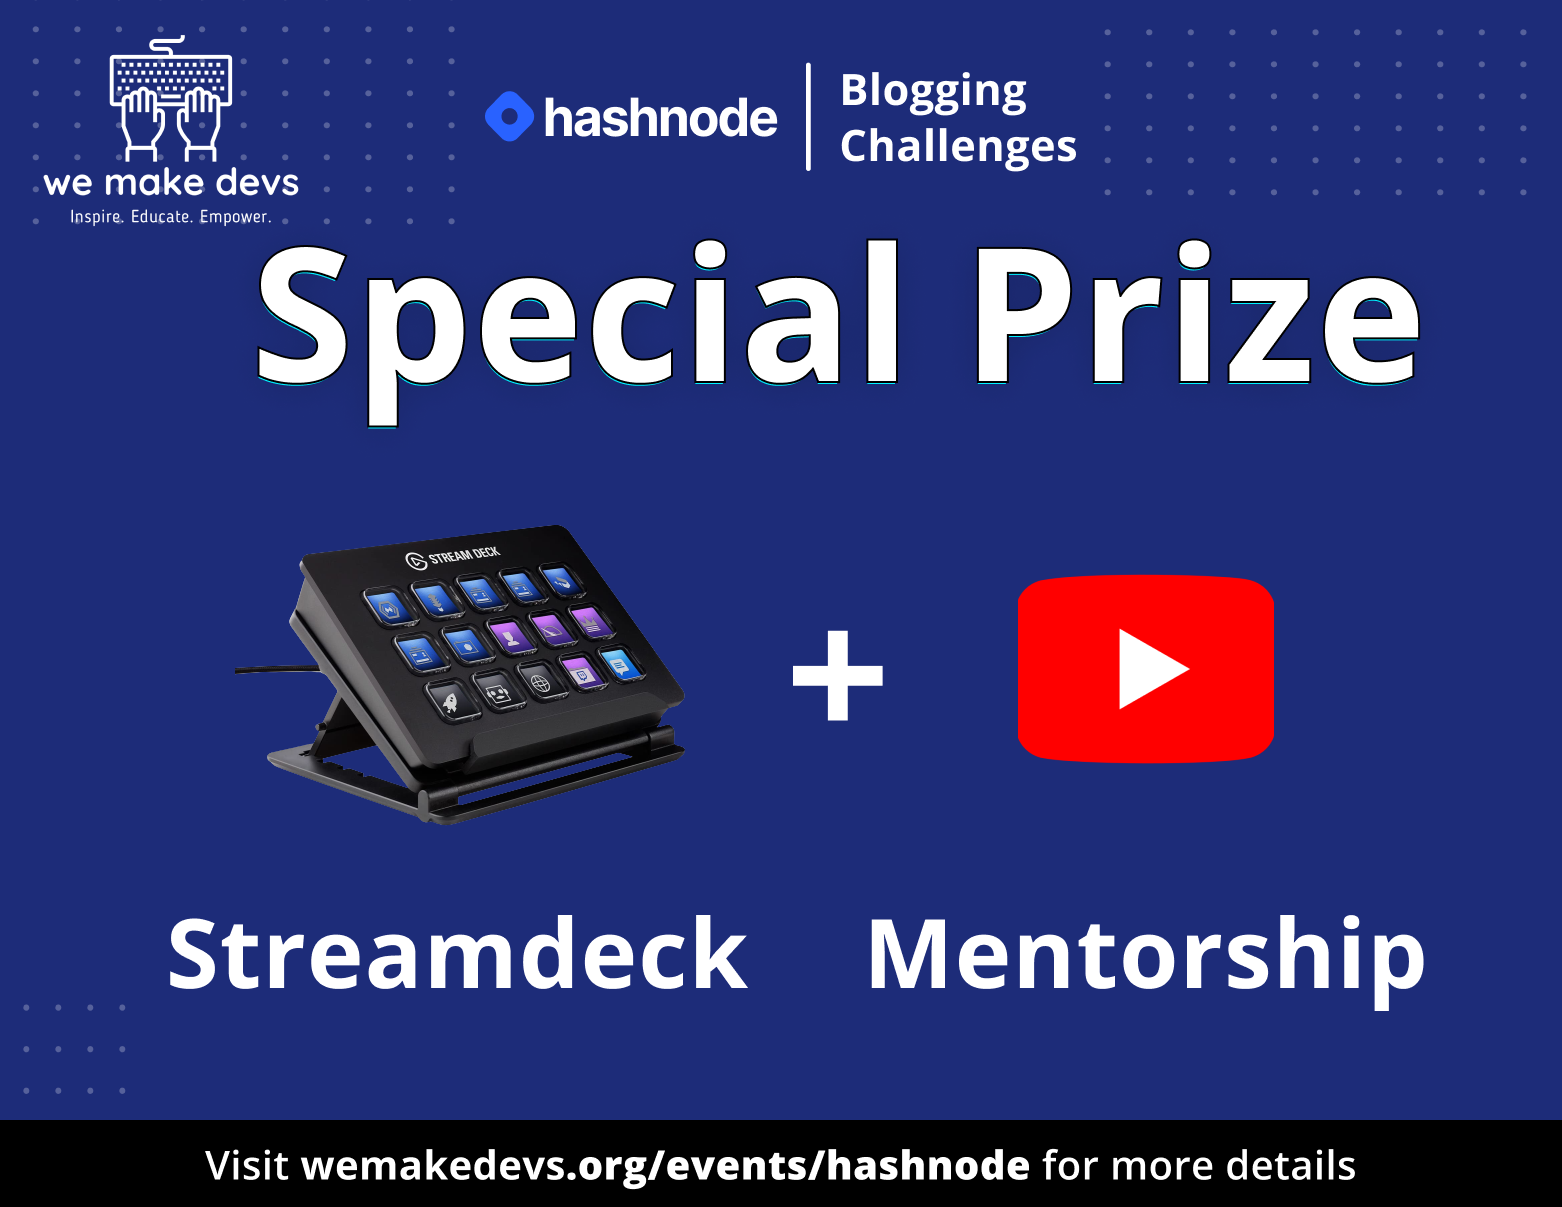 we make devs
Inspire. Educate. Empower.
hashnode
Blogging
Challenges
Special Prize
STREAM DECK
Streamdeck
Mentorship
Visit wemakedevs.org/events/hashnode for more details